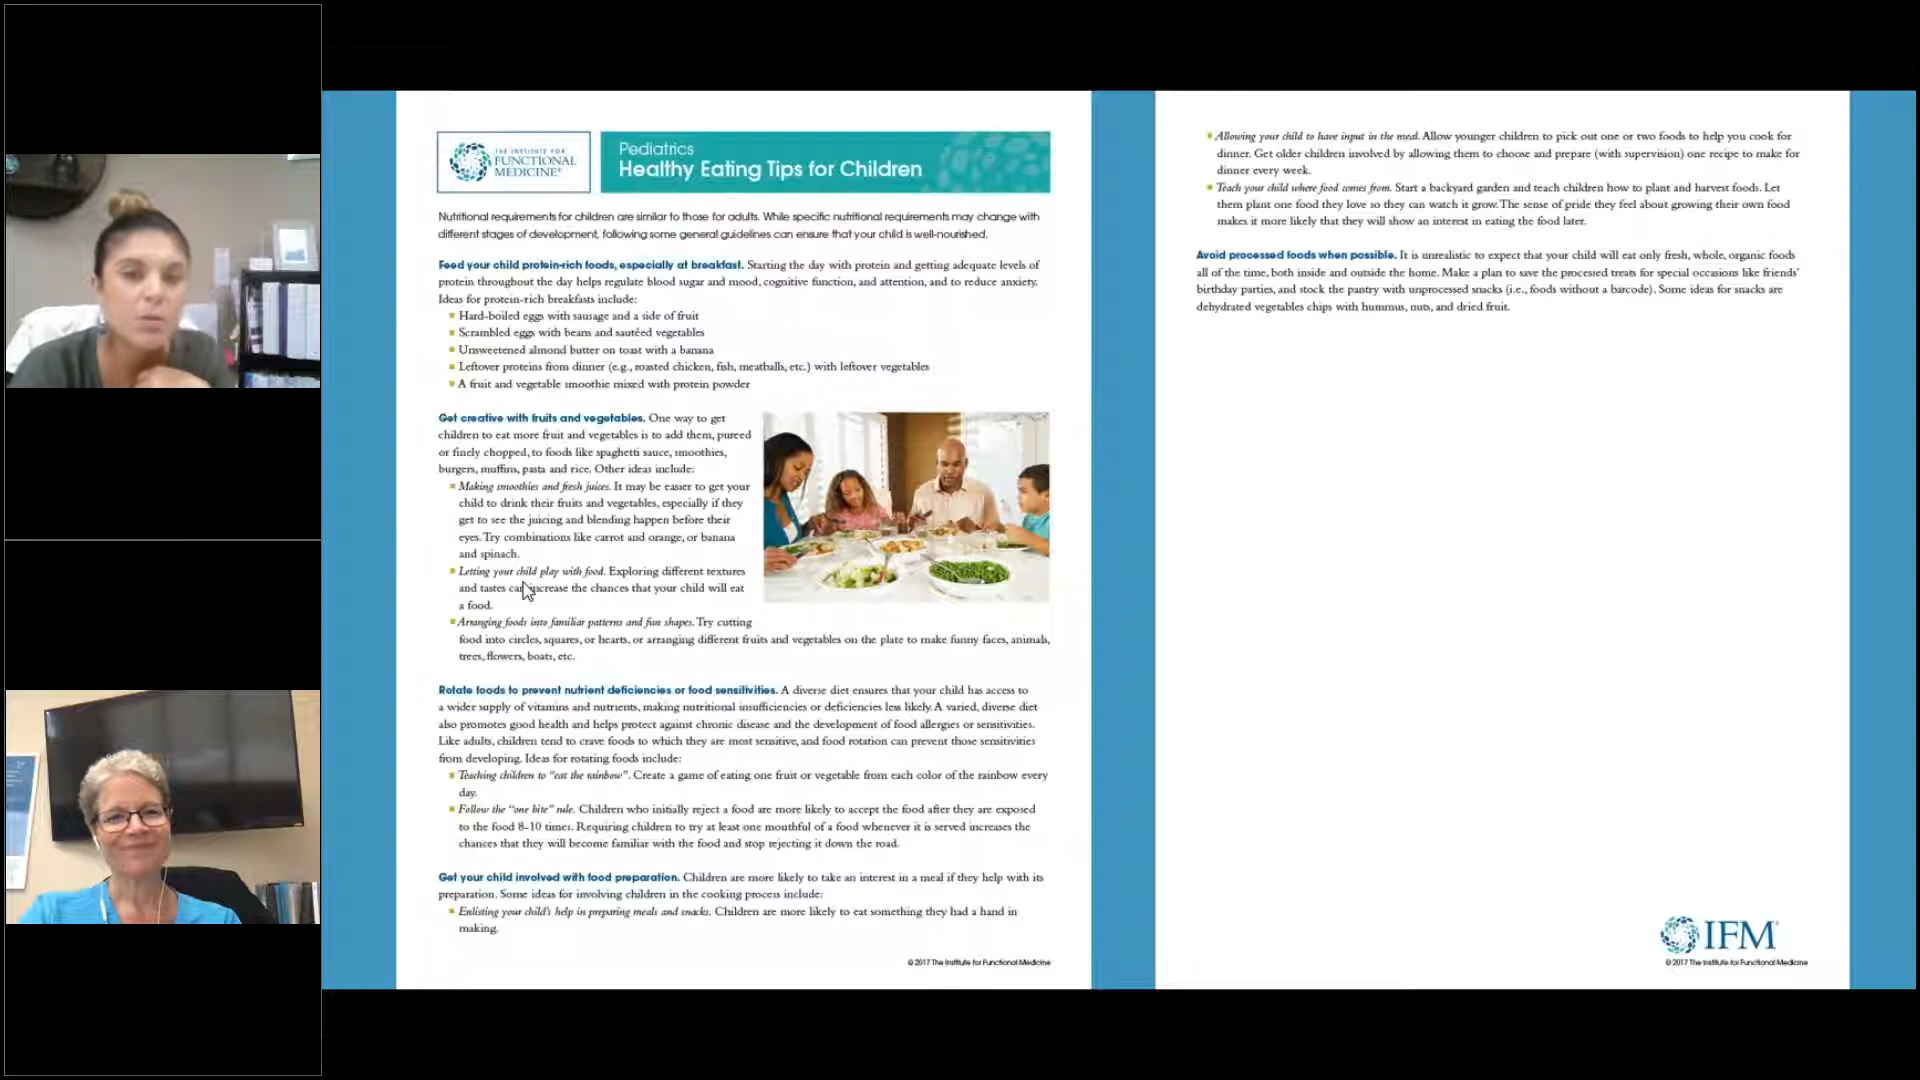 THE INSTITUTE FOR
FUNCTIONAL
MEDICINE®
Pediatrics
Healthy Eating Tips for Children
Nutritional requirements for children are similar to those for adults. While specific nutritional requirements may change with
different stages of development, following some general guidelines can ensure that your child is well-nourished.
Feed your child protein-rich foods, especially at breakfast. Starting the day with protein and getting adequate levels of
protein throughout the day helps regulate blood sugar and mood, cognitive function, and attention, and to reduce anxiety.
Ideas for protein-rich breakfasts include:
Hard-boiled eggs with sausage and a side of fruit
Scrambled eggs with beans and sautéed vegetables
Unsweetened almond butter on toast with a banana
Leftover proteins from dinner (e.g., roasted chicken, fish, meatballs, etc.) with leftover vegetables
A fruit and vegetable smoothie mixed with protein powder
Get creative with fruits and vegetables. One way to get
children to eat more fruit and vegetables is to add them, pureed
or finely chopped, to foods like spaghetti sauce, smoothies,
burgers, muffins, pasta and rice. Other ideas include:
Making smoothies and fresh juices. It may be easier to get your
child to drink their fruits and vegetables, especially if they
get to see the juicing and blending happen before their
eyes. Try combinations like carrot and orange, or banana
and spinach.
Letting your child play with food. Exploring different textures
and tastes can increase the chances that your child will eat
a food.
Arranging foods into familiar patterns and fun shapes. Try cutting
food into circles, squares, or hearts, or arranging different fruits and vegetables on the plate to make funny faces, animals,
trees, flowers, boats, etc.
Rotate foods to prevent nutrient deficiencies or food sensitivities. A diverse diet ensures that your child has access to
a wider supply of vitamins and nutrients, making nutritional insufficiencies or deficiencies less likely. A varied, diverse diet
also promotes good health and helps protect against chronic disease and the development of food allergies or sensitivities.
Like adults, children tend to crave foods to which they are most sensitive, and food rotation can prevent those sensitivities
from developing. Ideas for rotating foods include:
Teaching children to "eat the rainbow". Create a game of eating one fruit or vegetable from each color of the rainbow every
day.
Follow the "one bite" rule. Children who initially reject a food are more likely to accept the food after they are exposed
to the food 8–10 times. Requiring children to try at least one mouthful of a food whenever it is served increases the
chances that they will become familiar with the food and stop rejecting it down the road.
Get your child involved with food preparation. Children are more likely to take an interest in a meal if they help with its
preparation. Some ideas for involving children in the cooking process include:
Enlisting your child's help in preparing meals and snacks. Children are more likely to eat something they had a hand in
making.
© 2017 The Institute for Functional Medicine
Allowing your child to have input in the meal. Allow younger children to pick out one or two foods to help you cook for
dinner. Get older children involved by allowing them to choose and prepare (with supervision) one recipe to make for
dinner every week.
Teach your child where food comes from. Start a backyard garden and teach children how to plant and harvest foods. Let
them plant one food they love so they can watch it grow. The sense of pride they feel about growing their own food
makes it more likely that they will show an interest in eating the food later.
Avoid processed foods when possible. It is unrealistic to expect that your child will eat only fresh, whole, organic foods
all of the time, both inside and outside the home. Make a plan to save the processed treats for special occasions like friends'
birthday parties, and stock the pantry with unprocessed snacks (i.e., foods without a barcode). Some ideas for snacks are
dehydrated vegetables chips with hummus, nuts, and dried fruit.
IFM
© 2017 The Institute for Functional Medicine